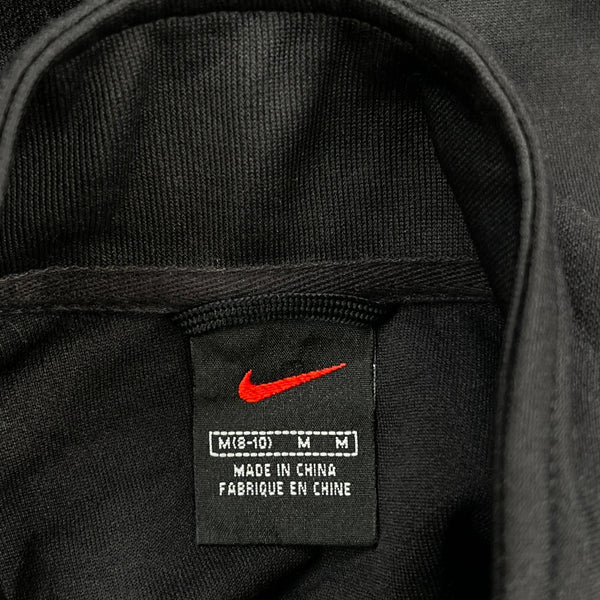 M(8-10) M M
MADE IN CHINA
FABRIQUE EN CHINE